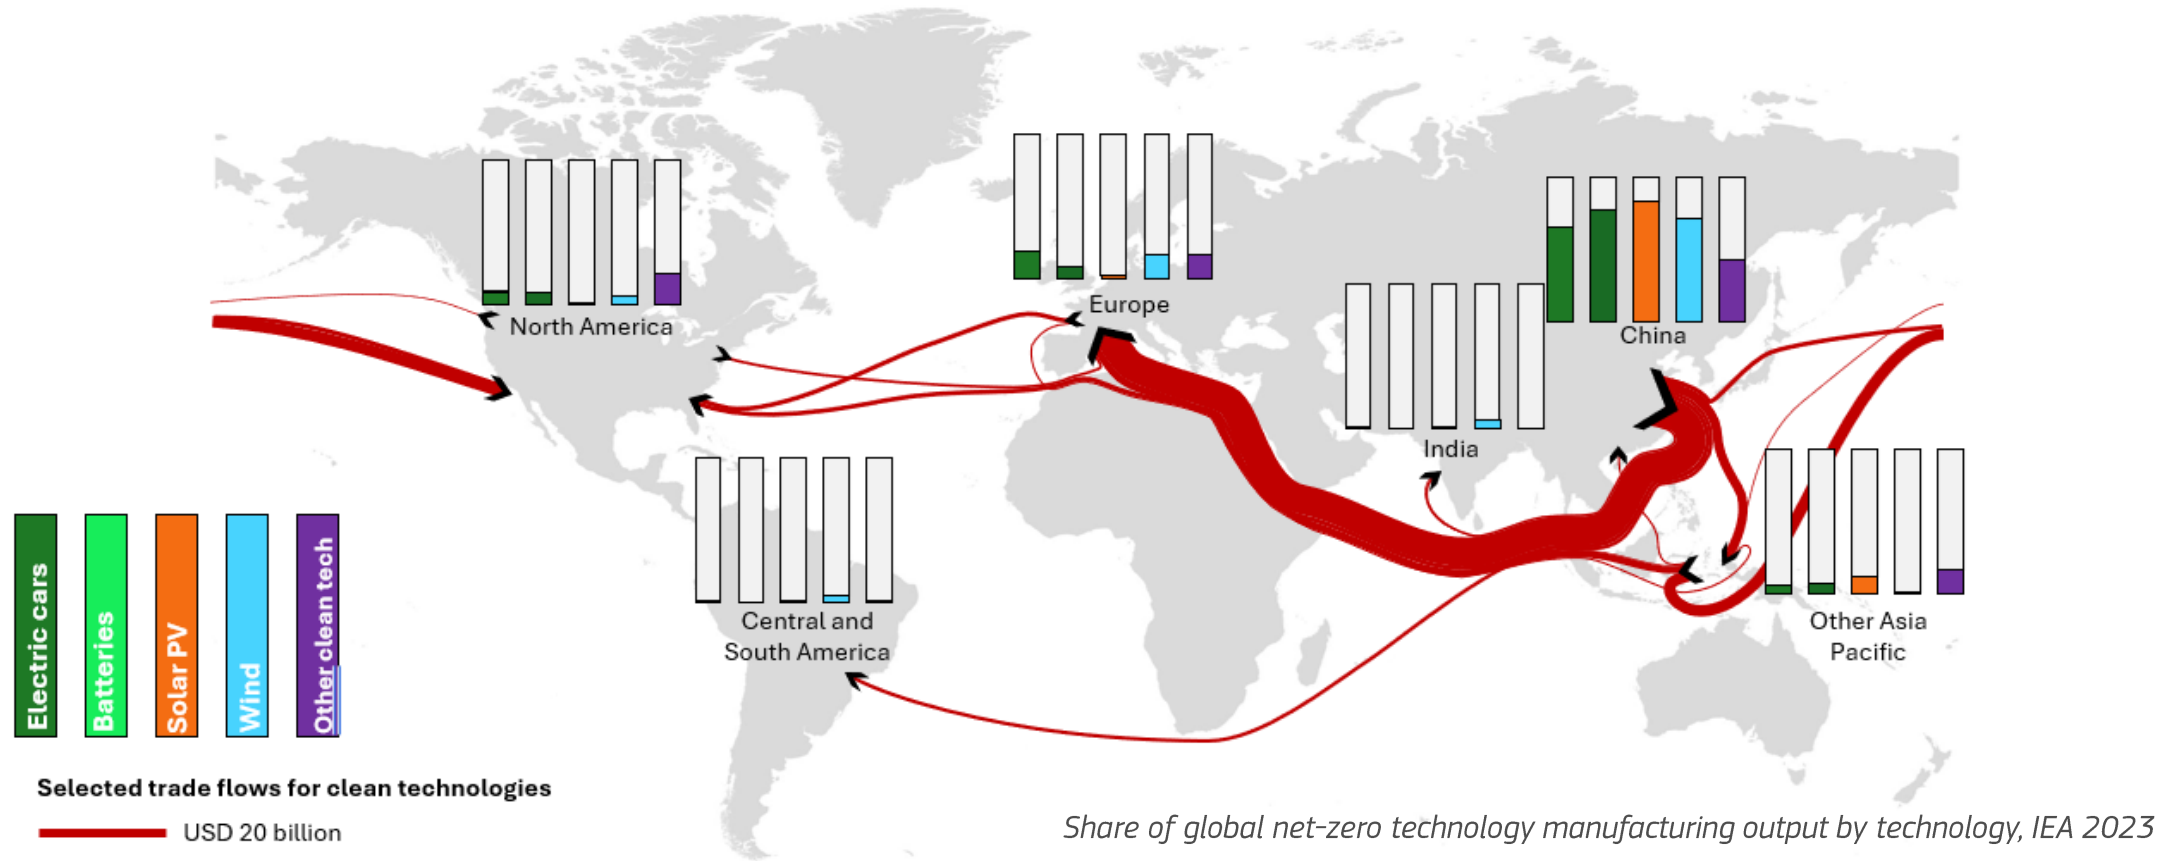 Europe
North America
China
India
Central and
South America
Other Asia
Pacific
Electric cars
Batteries
Solar PV
Wind
Other clean tech
Selected trade flows for clean technologies
USD 20 billion
Share of global net-zero technology manufacturing output by technology, IEA 2023